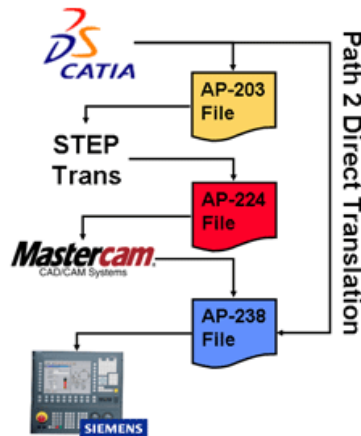 CATIA
AP-203
File
STEP
Trans
AP-224
File
Mastercam
CAD/CAM Systems
AP-238
File
SIEMENS
Path 2 Direct Translation